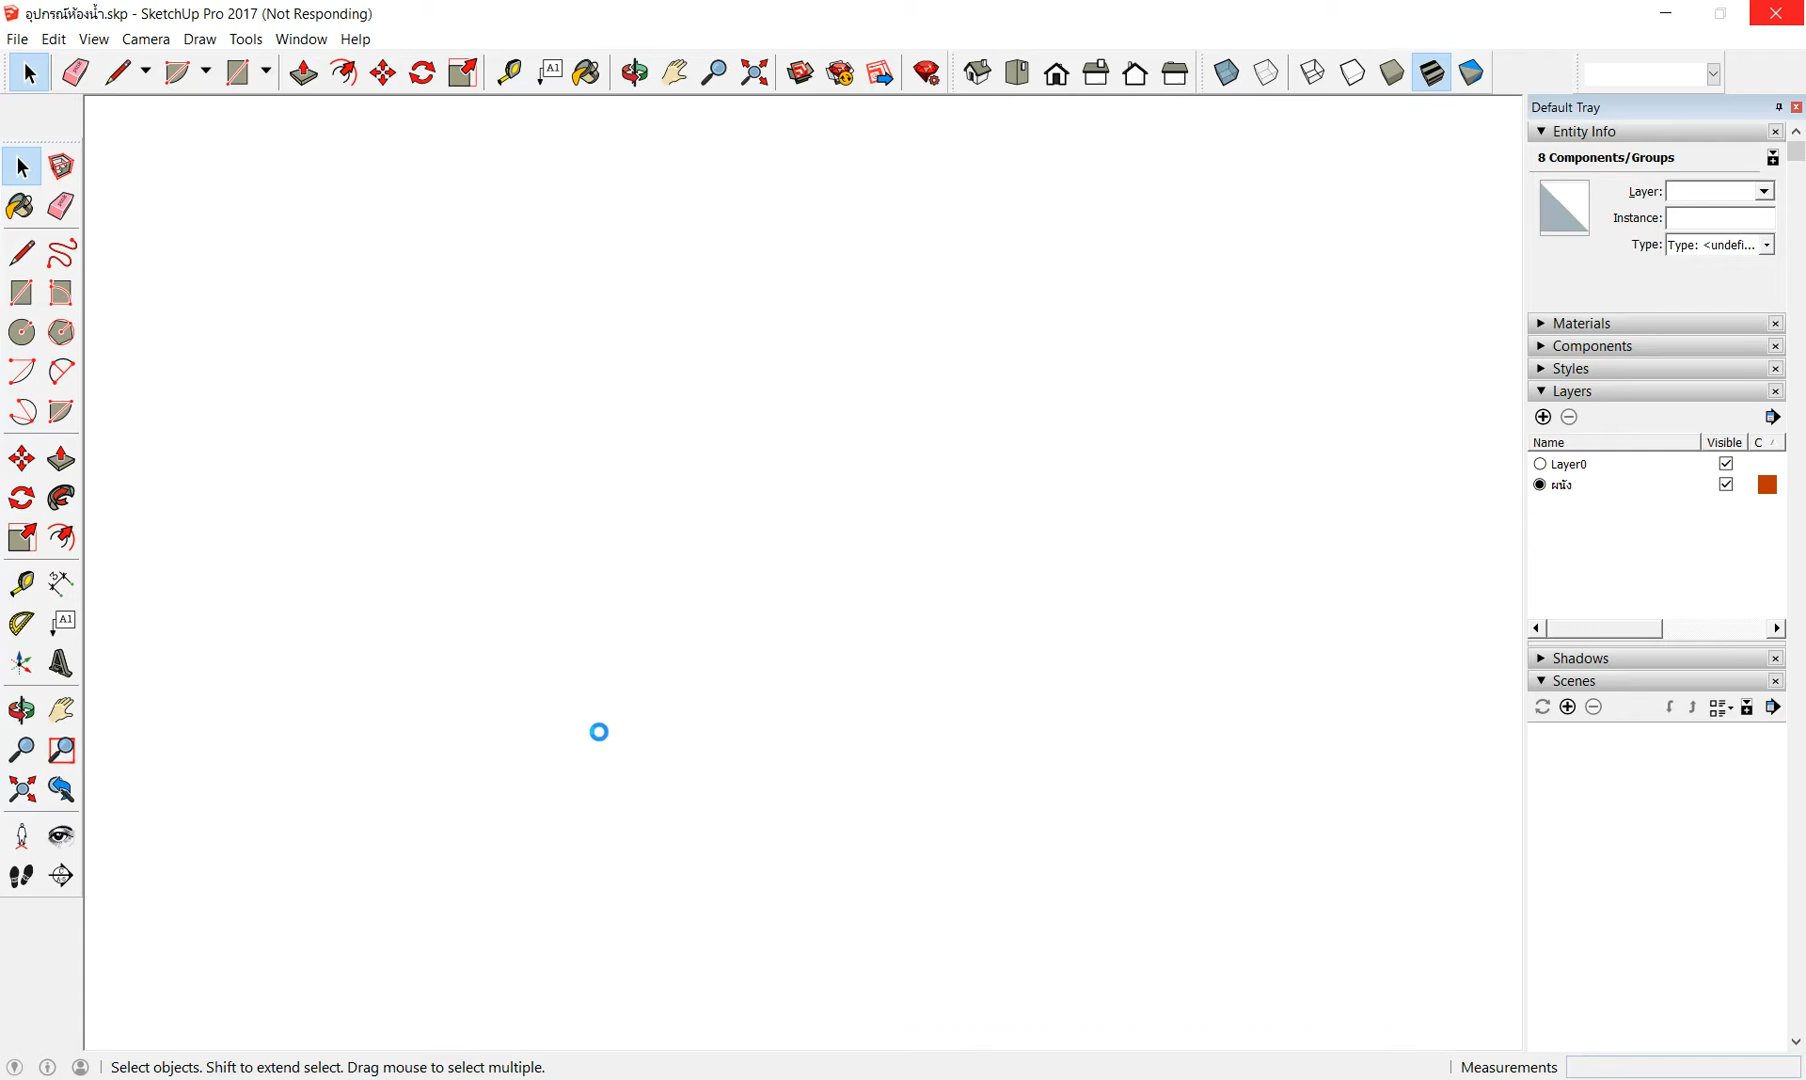 อุปกรณ์ห้องน้ำ.skp - SketchUp Pro 2017 (Not Responding)
File Edit View Camera Draw Tools Window Help
A1
Default Tray
Entity Info
8 Components/Groups
Layer:
Instance:
Type: Type: <undefi...
Materials
Components
Styles
Layers
Name Visible C
Layer0
ผนัง
3
A1
Shadows
Scenes
Select objects. Shift to extend select. Drag mouse to select multiple.
Measurements